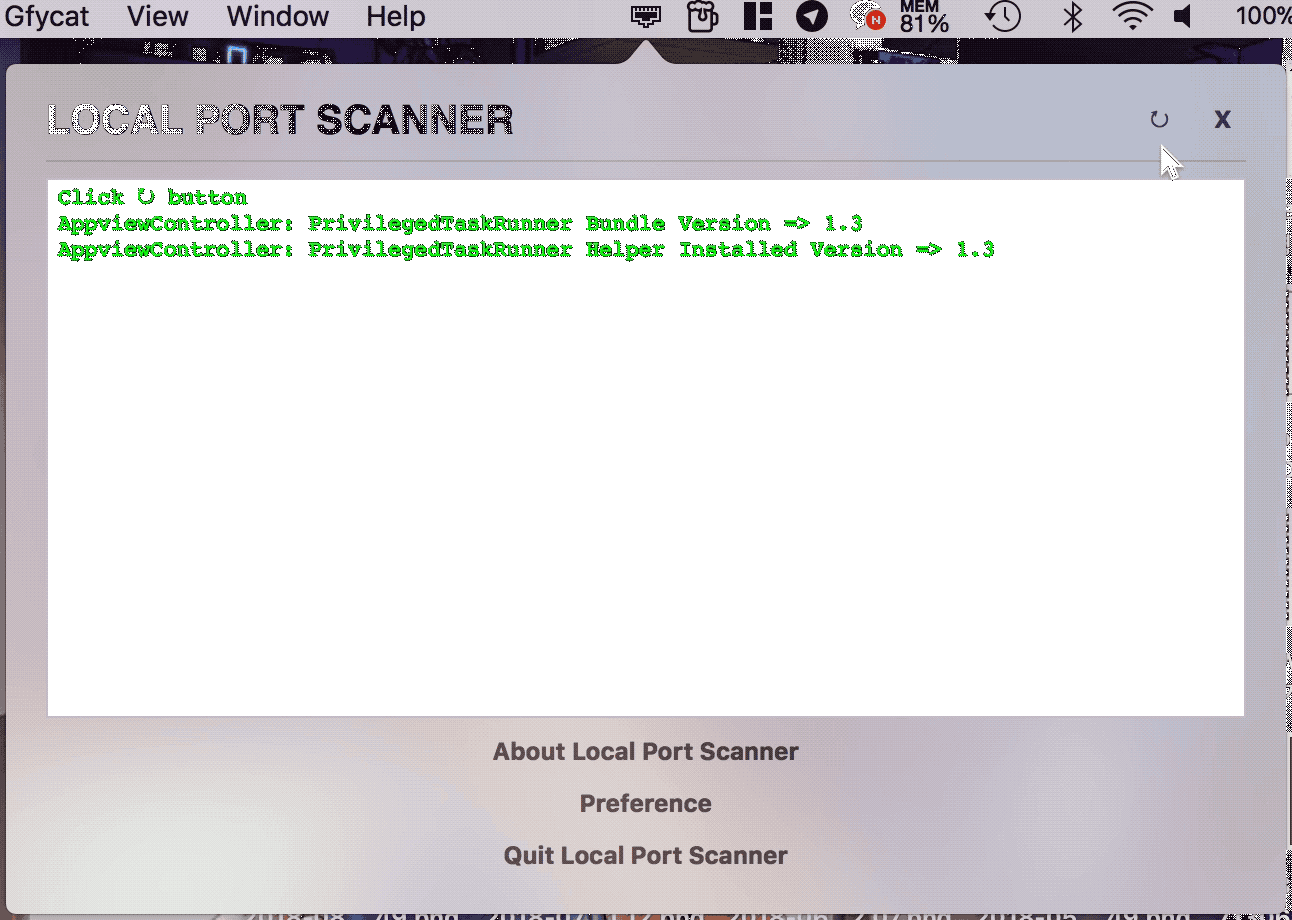 Gfycat View Window Help MEM 81% 100%
LOCAL PORT SCANNER ↻ X
Click ↻ button
AppviewController: PrivilegedTaskRunner Bundle Version => 1.3
AppviewController: PrivilegedTaskRunner Helper Installed Version => 1.3
About Local Port Scanner
Preference
Quit Local Port Scanner